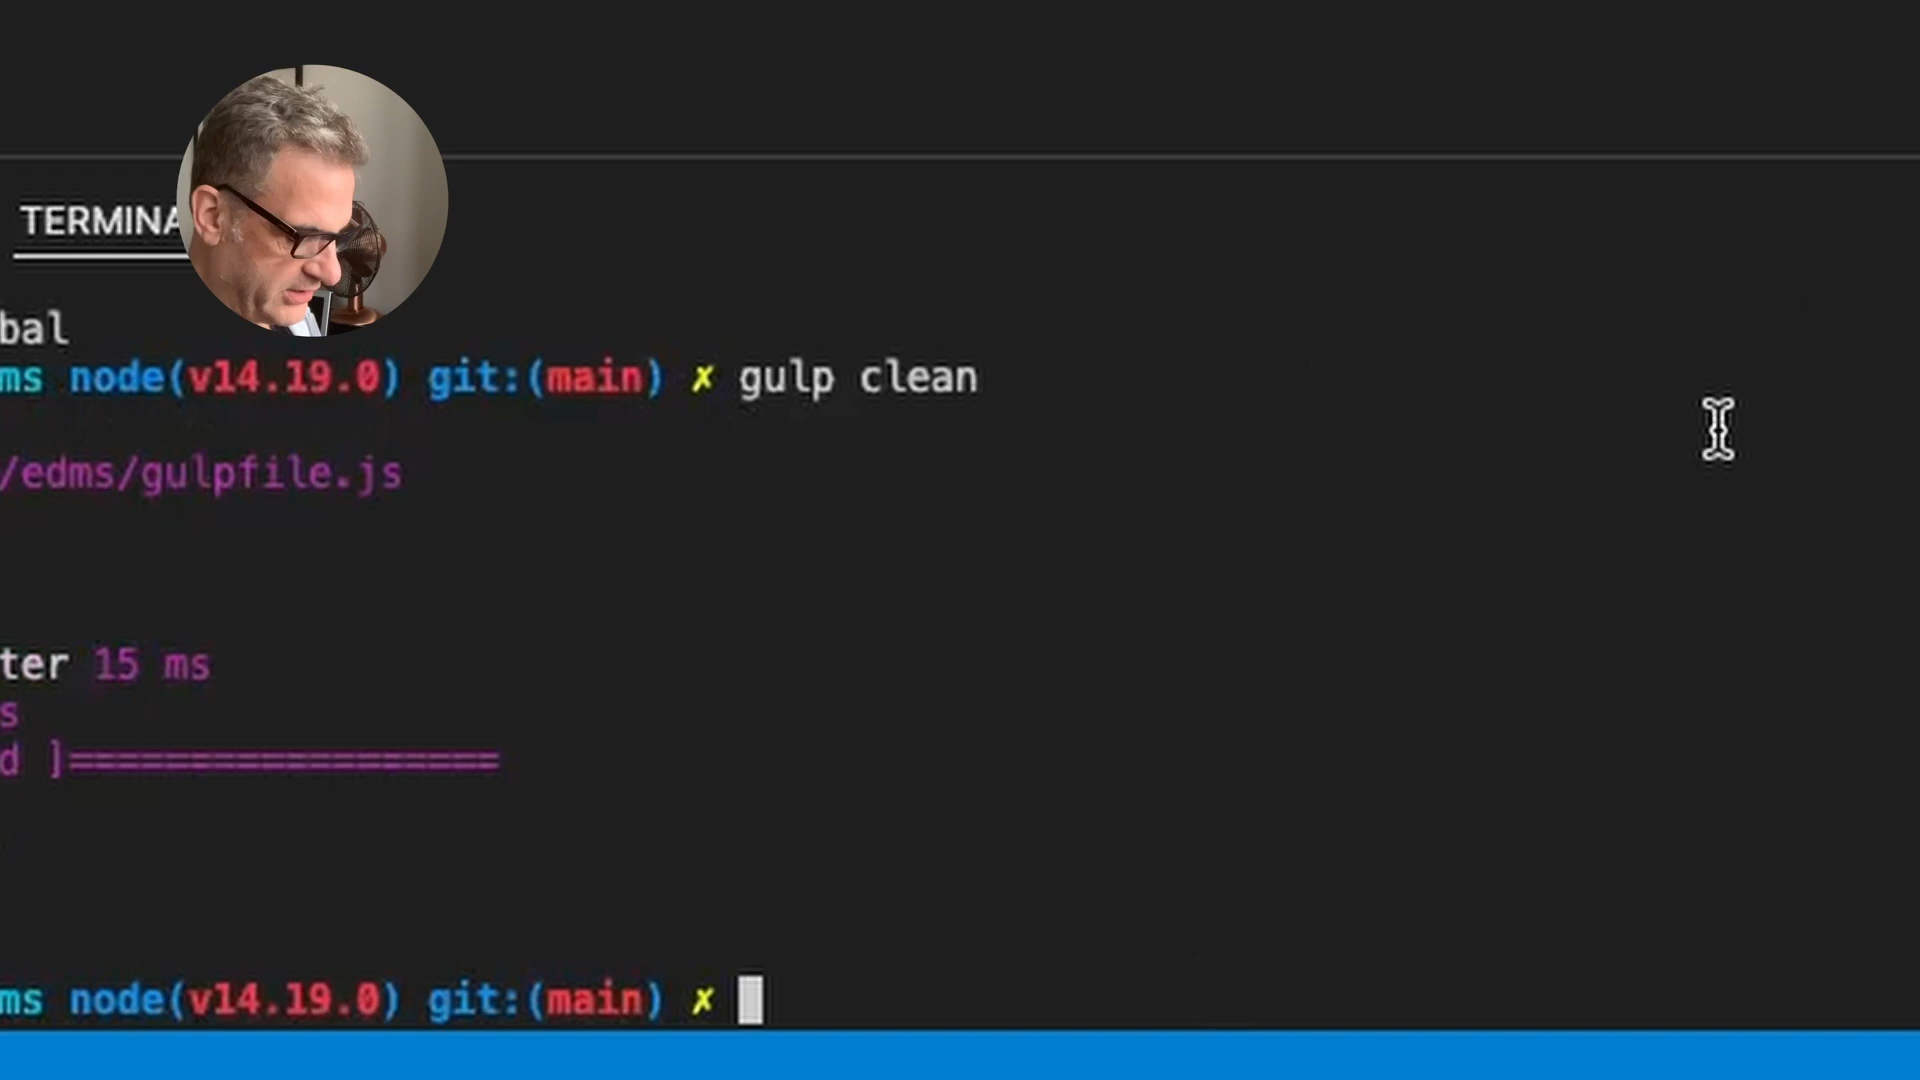 TERMINA
bal
ms node(v14.19.0) git:(main) ✗ gulp clean
/edms/gulpfile.js
ter 15 ms
s
d ]==================
ms node(v14.19.0) git:(main) ✗